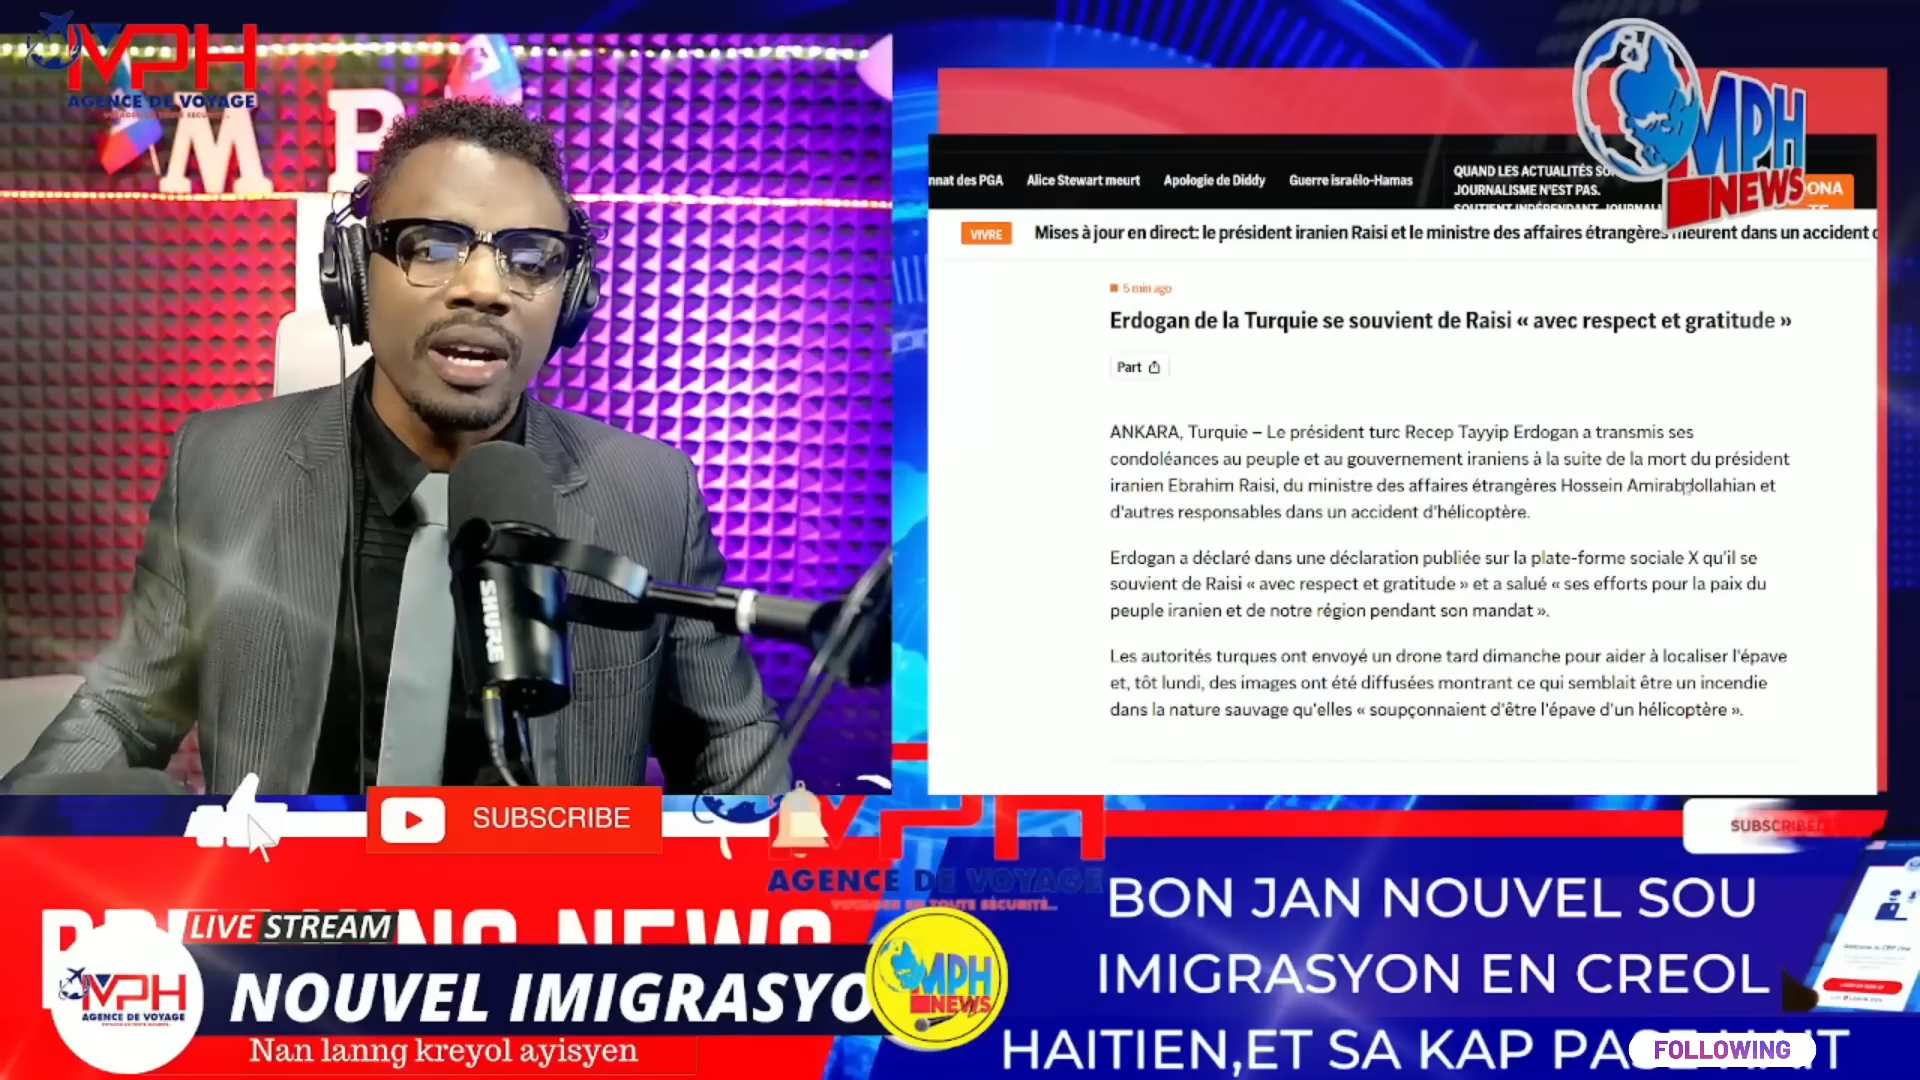 MPH
AGENCE DE VOYAGE
M P
nnat des PGA
Alice Stewart meurt
Apologie de Diddy
Guerre israélo-Hamas
QUAND LES ACTUALITÉS
JOURNALISME N'EST PAS.
MPH
NEWS
VIVRE
Mises à jour en direct: le président iranien Raisi et le ministre des affaires étrangères meurent dans un accident
5 min ago
Erdogan de la Turquie se souvient de Raisi « avec respect et gratitude »
Part
ANKARA, Turquie – Le président turc Recep Tayyip Erdogan a transmis ses
condoléances au peuple et au gouvernement iraniens à la suite de la mort du président
iranien Ebrahim Raisi, du ministre des affaires étrangères Hossein Amirabdollahian et
d'autres responsables dans un accident d'hélicoptère.
Erdogan a déclaré dans une déclaration publiée sur la plate-forme sociale X qu'il se
souvient de Raisi « avec respect et gratitude » et a salué « ses efforts pour la paix du
peuple iranien et de notre région pendant son mandat ».
Les autorités turques ont envoyé un drone tard dimanche pour aider à localiser l'épave
et, tôt lundi, des images ont été diffusées montrant ce qui semblait être un incendie
dans la nature sauvage qu'elles « soupçonnaient d'être l'épave d'un hélicoptère ».
SHURE
SUBSCRIBE
SUBSCRIBED
MPH
AGENCE DE VOYAGE
LIVE STREAM
NOUVEL IMIGRASYO
Nan lanng kreyol ayisyen
MPH
AGENCE DE VOYAGE
MPH
NEWS
BON JAN NOUVEL SOU
IMIGRASYON EN CREOL
HAITIEN,ET SA KAP
FOLLOWING